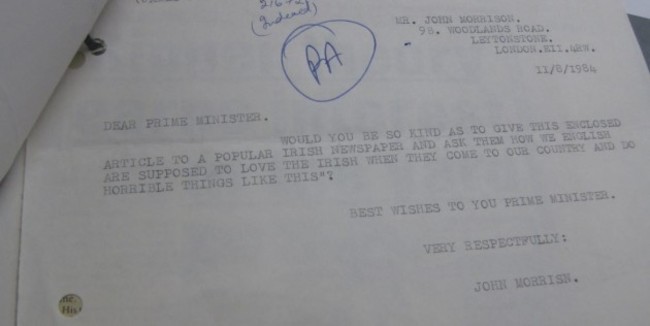 (Indeed)
PA
MR. JOHN MORRISON.
98. WOODLANDS ROAD.
LEYTONSTONE.
LONDON.E11.4RW.
11/8/1984
DEAR PRIME MINISTER.
WOULD YOU BE SO KIND AS TO GIVE THIS ENCLOSED
ARTICLE TO A POPULAR IRISH NEWSPAPER AND ASK THEM HOW WE ENGLISH
ARE SUPPOSED TO LOVE THE IRISH WHEN THEY COME TO OUR COUNTRY AND DO
HORRIBLE THINGS LIKE THIS"?
BEST WISHES TO YOU PRIME MINISTER.
VERY RESPECTFULLY:
JOHN MORRISN.